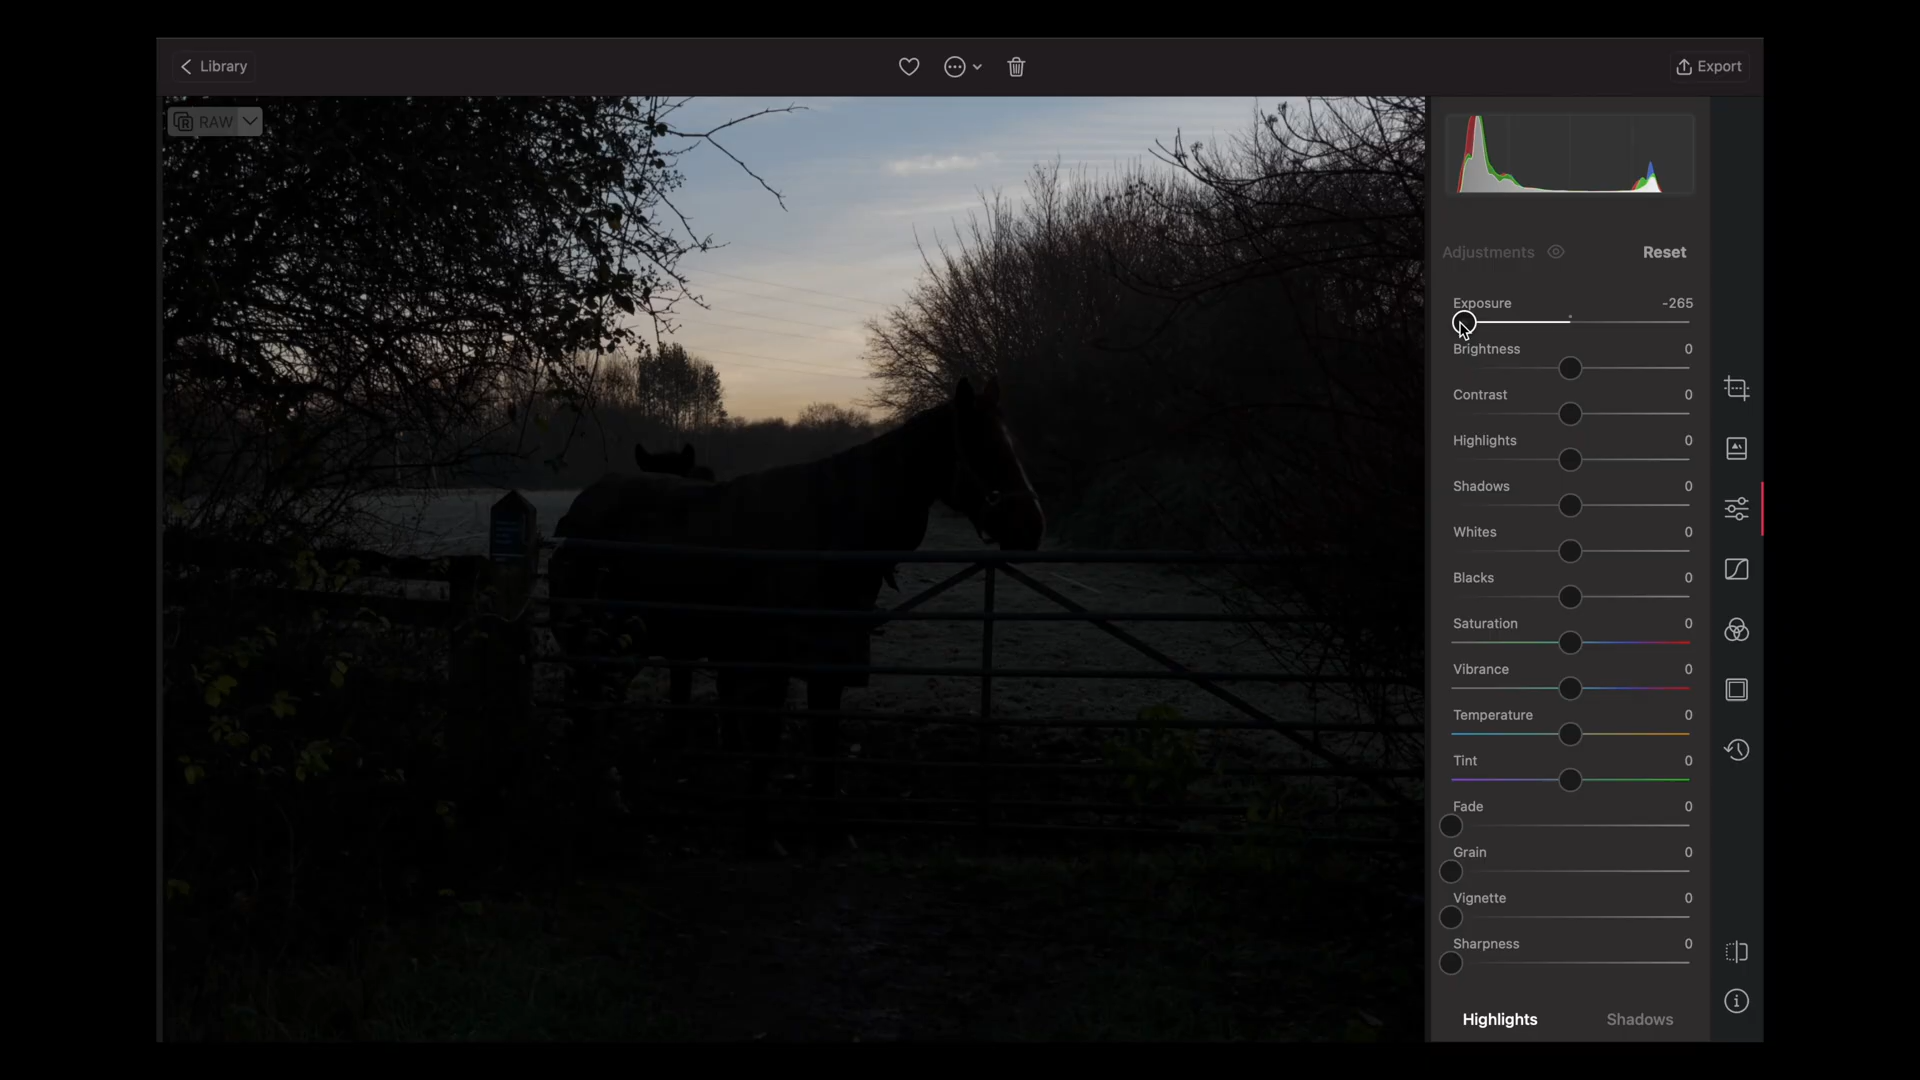 Library
Export
RAW
Adjustments
Reset
Exposure -265
Brightness 0
Contrast 0
Highlights 0
Shadows 0
Whites 0
Blacks 0
Saturation 0
Vibrance 0
Temperature 0
Tint 0
Fade 0
Grain 0
Vignette 0
Sharpness 0
Highlights Shadows